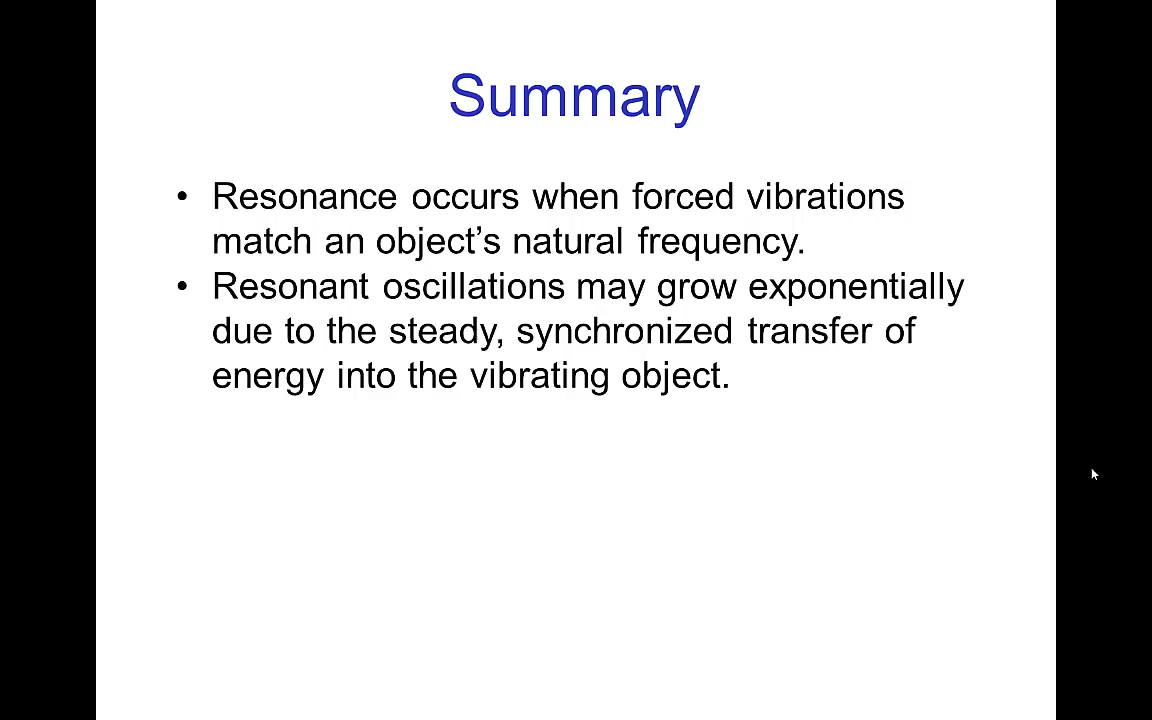 Summary
• Resonance occurs when forced vibrations
match an object’s natural frequency.
• Resonant oscillations may grow exponentially
due to the steady, synchronized transfer of
energy into the vibrating object.